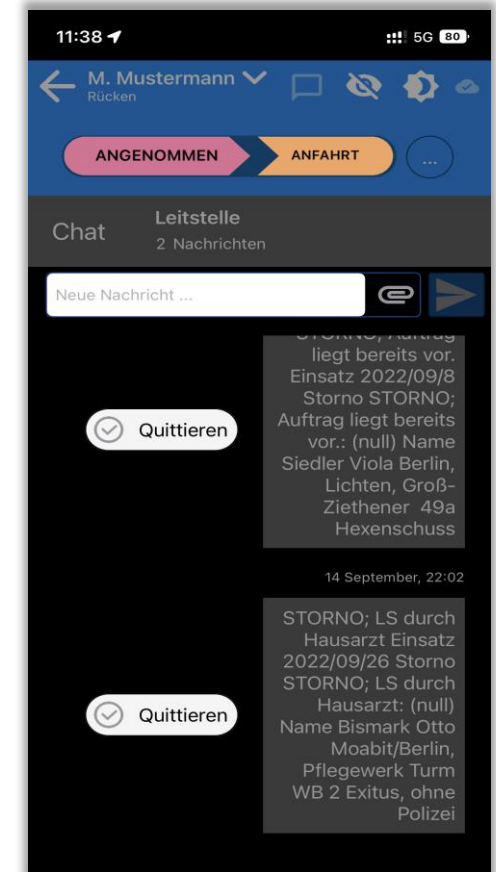 11:38
5G 80
M. Mustermann
Rücken
ANGENOMMEN
ANFAHRT
...
Chat
Leitstelle
2 Nachrichten
Neue Nachricht ...
STORNO; Auftrag
liegt bereits vor.
Einsatz 2022/09/8
Storno STORNO;
Auftrag liegt bereits
vor.: (null) Name
Siedler Viola Berlin,
Lichten, Groß-
Ziethener 49a
Hexenschuss
Quittieren
14 September, 22:02
STORNO; LS durch
Hausarzt Einsatz
2022/09/26 Storno
STORNO; LS durch
Hausarzt: (null)
Name Bismark Otto
Moabit/Berlin,
Pflegewerk Turm
WB 2 Exitus, ohne
Polizei
Quittieren